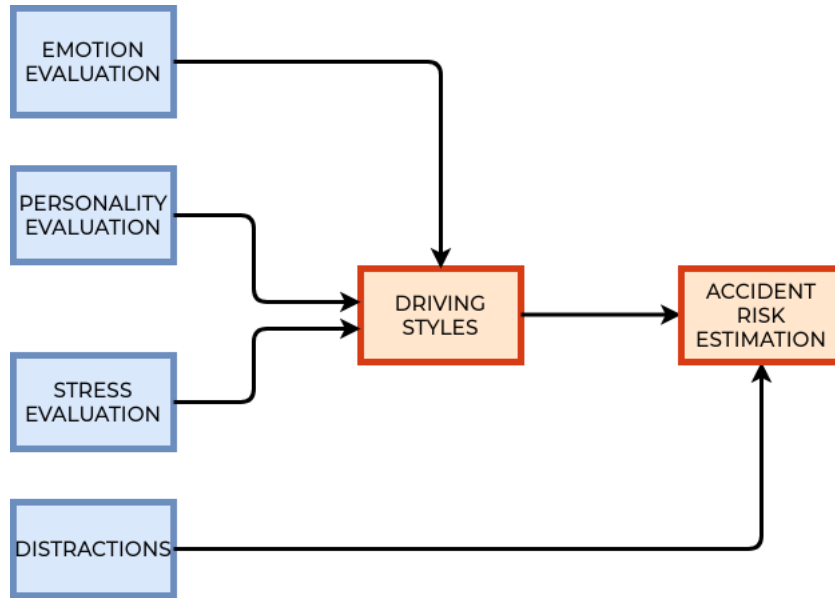 EMOTION
EVALUATION
PERSONALITY
EVALUATION
STRESS
EVALUATION
DISTRACTIONS
DRIVING
STYLES
ACCIDENT
RISK
ESTIMATION